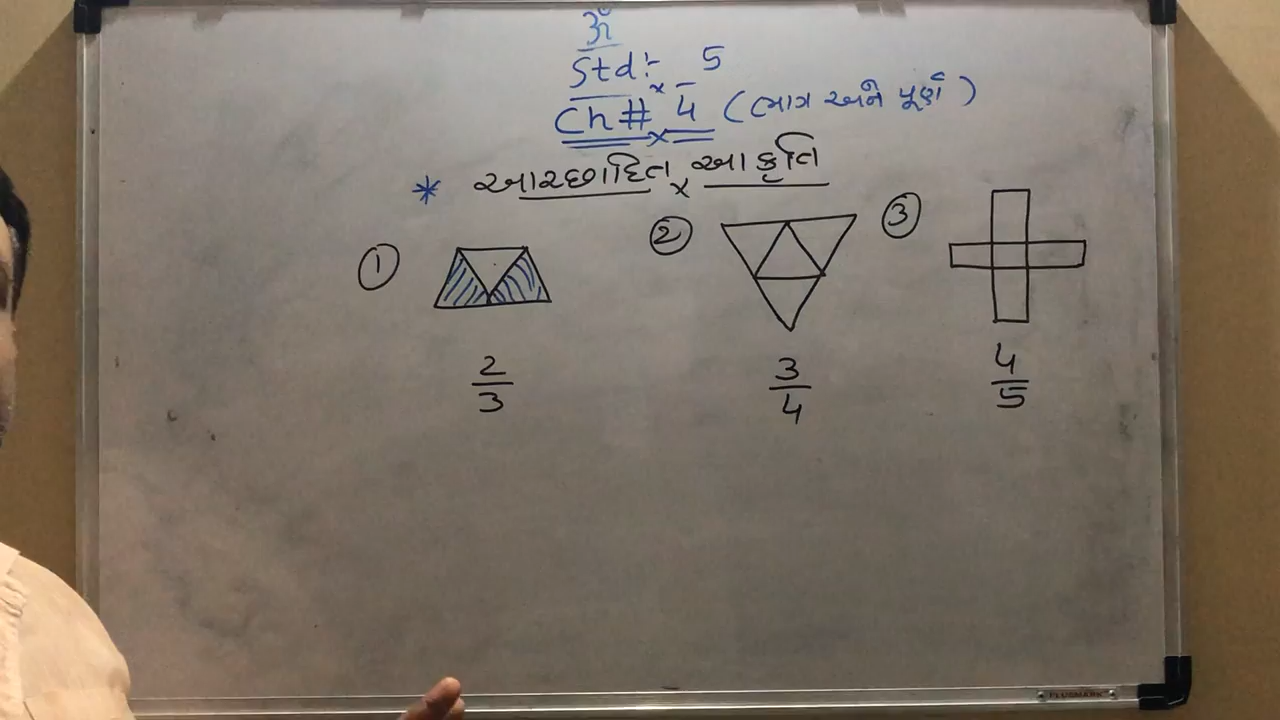 ૐ
Std:- 5
Ch # 4 (ભાગ અને પૂર્ણ)
* આચ્છાદિત આકૃતિ
① ② ③
2/3 3/4 4/5